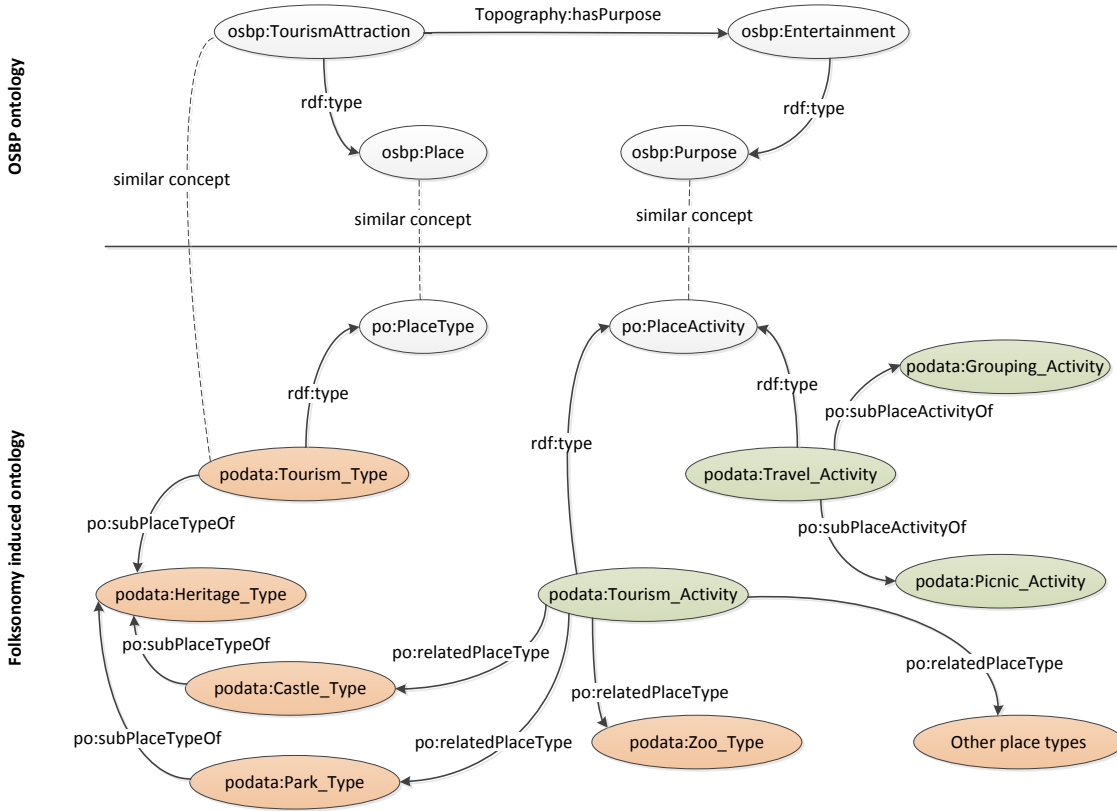 Topography:hasPurpose
osbp:TourismAttraction
osbp:Entertainment
rdf:type
rdf:type
osbp:Place
osbp:Purpose
OSBP ontology
similar concept
similar concept
similar concept
po:PlaceType
po:PlaceActivity
podata:Grouping_Activity
rdf:type
rdf:type
po:subPlaceActivityOf
rdf:type
podata:Tourism_Type
podata:Travel_Activity
po:subPlaceTypeOf
po:subPlaceActivityOf
Folksonomy induced ontology
podata:Heritage_Type
podata:Tourism_Activity
podata:Picnic_Activity
po:subPlaceTypeOf
po:relatedPlaceType
po:relatedPlaceType
podata:Castle_Type
po:relatedPlaceType
po:subPlaceTypeOf
po:relatedPlaceType
podata:Zoo_Type
Other place types
podata:Park_Type